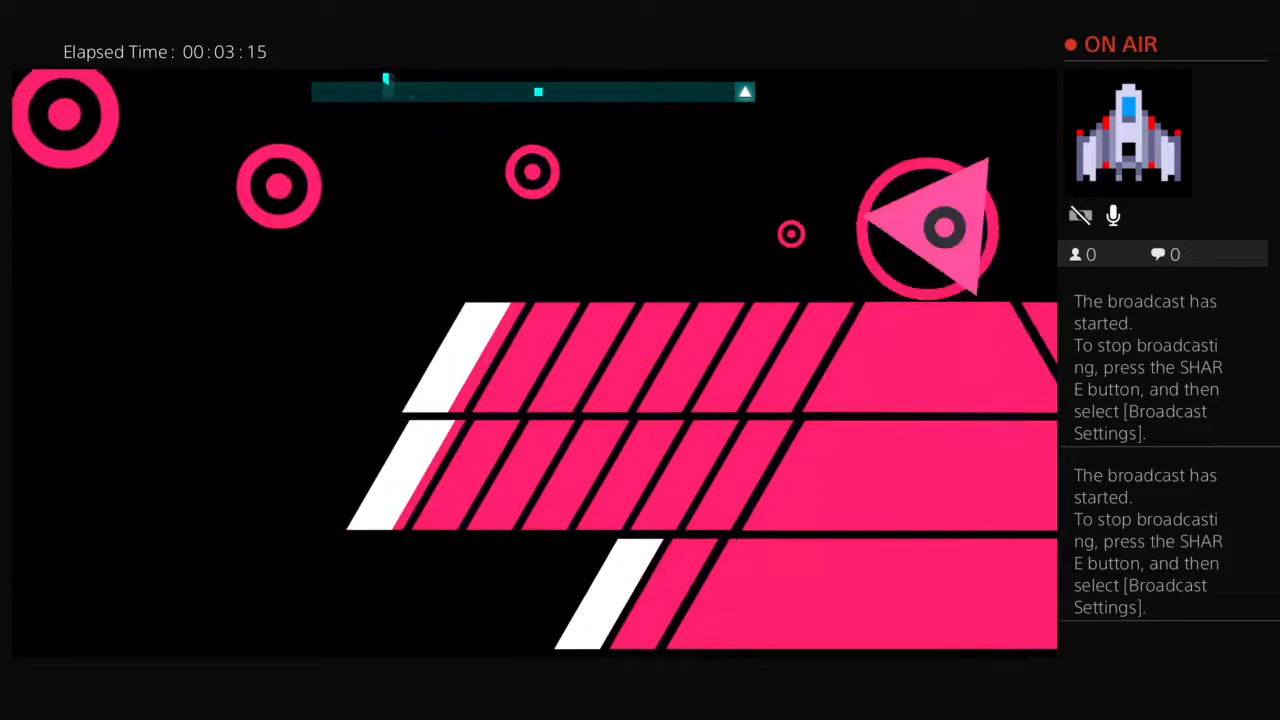 Elapsed Time: 00:03:15
ON AIR
0
0
The broadcast has
started.
To stop broadcasti
ng, press the SHAR
E button, and then
select [Broadcast
Settings].
The broadcast has
started.
To stop broadcasti
ng, press the SHAR
E button, and then
select [Broadcast
Settings].